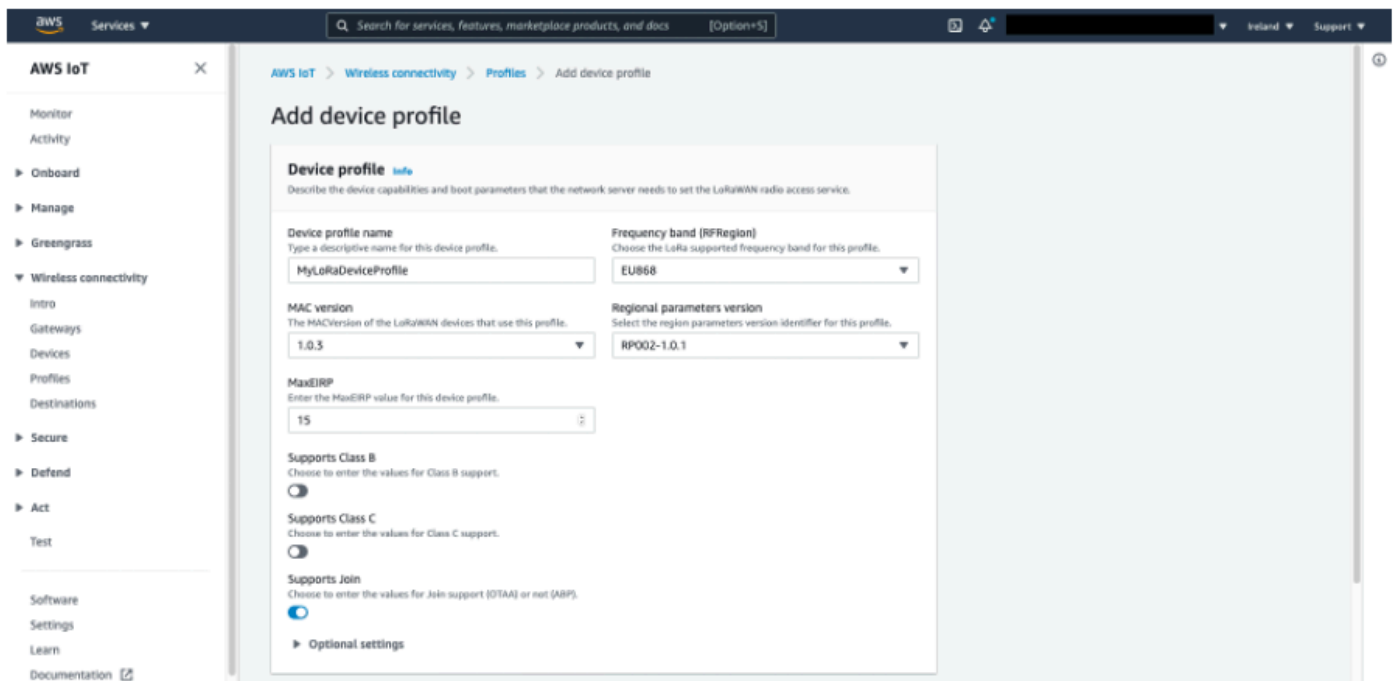 aws Services Search for services, features, marketplace products, and docs [Option+S] Ireland Support
AWS IoT
Monitor
Activity
Onboard
Manage
Greengrass
Wireless connectivity
Intro
Gateways
Devices
Profiles
Destinations
Secure
Defend
Act
Test
Software
Settings
Learn
Documentation
AWS IoT > Wireless connectivity > Profiles > Add device profile
Add device profile
Device profile Info
Describe the device capabilities and boot parameters that the network server needs to set the LoRaWAN radio access service.
Device profile name
Type a descriptive name for this device profile.
MyLoRaDeviceProfile
Frequency band (RFRegion)
Choose the LoRa supported frequency band for this profile.
EU868
MAC version
The MACVersion of the LoRaWAN devices that use this profile.
1.0.3
Regional parameters version
Select the region parameters version identifier for this profile.
RP002-1.0.1
MaxEIRP
Enter the MaxEIRP value for this device profile.
15
Supports Class B
Choose to enter the values for Class B support.
Supports Class C
Choose to enter the values for Class C support.
Supports Join
Choose to enter the values for Join support (OTAA) or not (ABP).
Optional settings